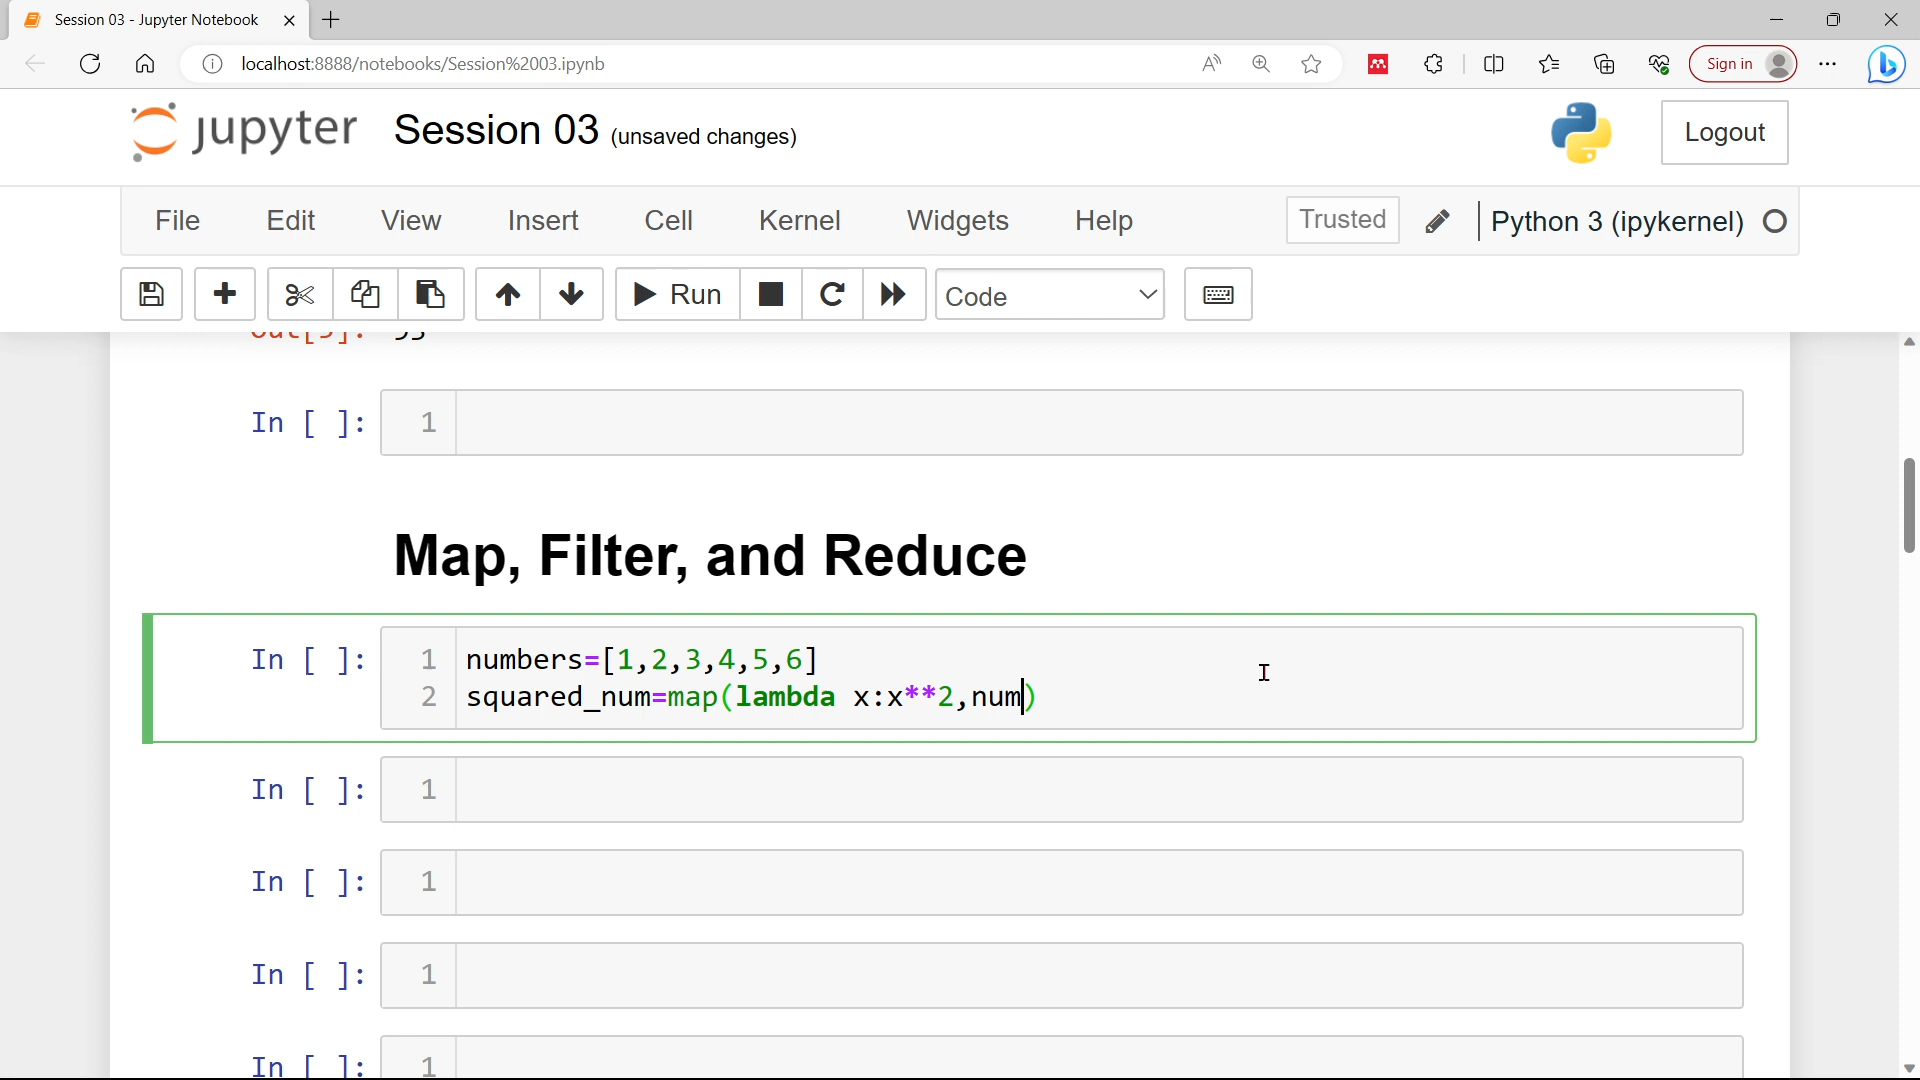 Session 03 - Jupyter Notebook
localhost:8888/notebooks/Session%2003.ipynb
Sign in
jupyter Session 03 (unsaved changes)
Logout
File Edit View Insert Cell Kernel Widgets Help
Trusted
Python 3 (ipykernel)
Run
Code
In [ ]: 1
Map, Filter, and Reduce
In [ ]: 1 numbers=[1,2,3,4,5,6]
2 squared_num=map(lambda x:x**2,num)
In [ ]: 1
In [ ]: 1
In [ ]: 1
In [ ]: 1